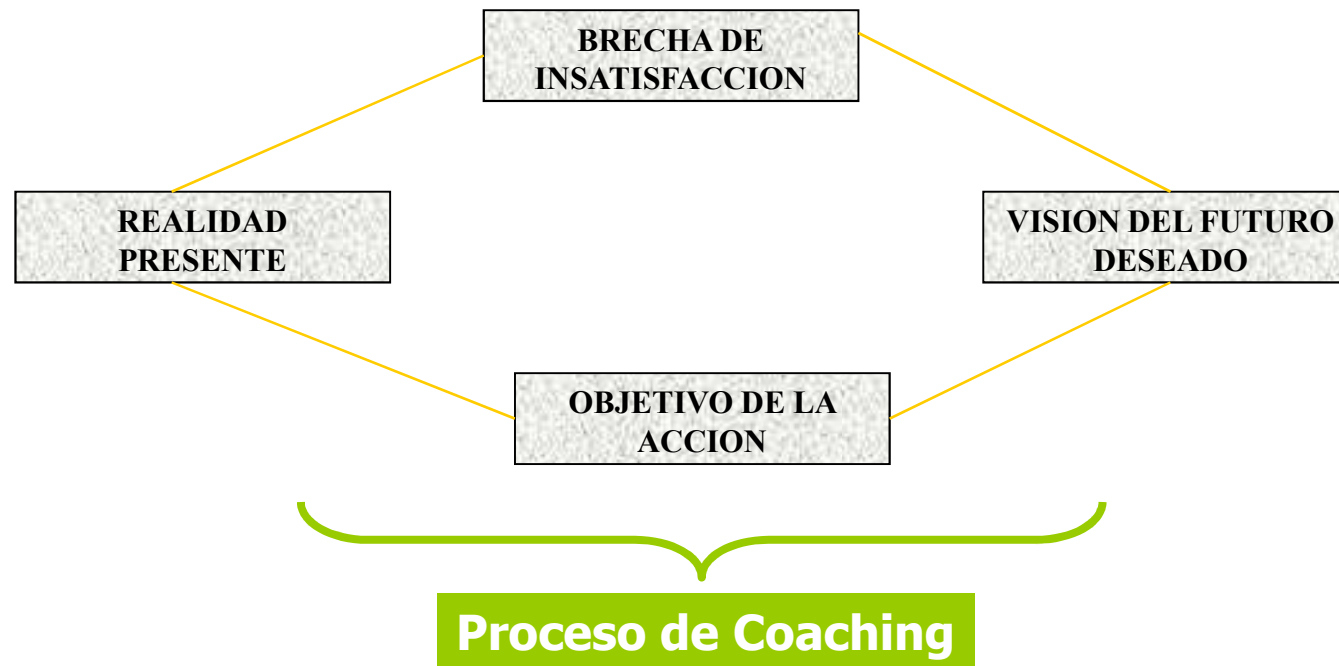 BRECHA DE
INSATISFACCION
REALIDAD
PRESENTE
VISION DEL FUTURO
DESEADO
OBJETIVO DE LA
ACCION
Proceso de Coaching